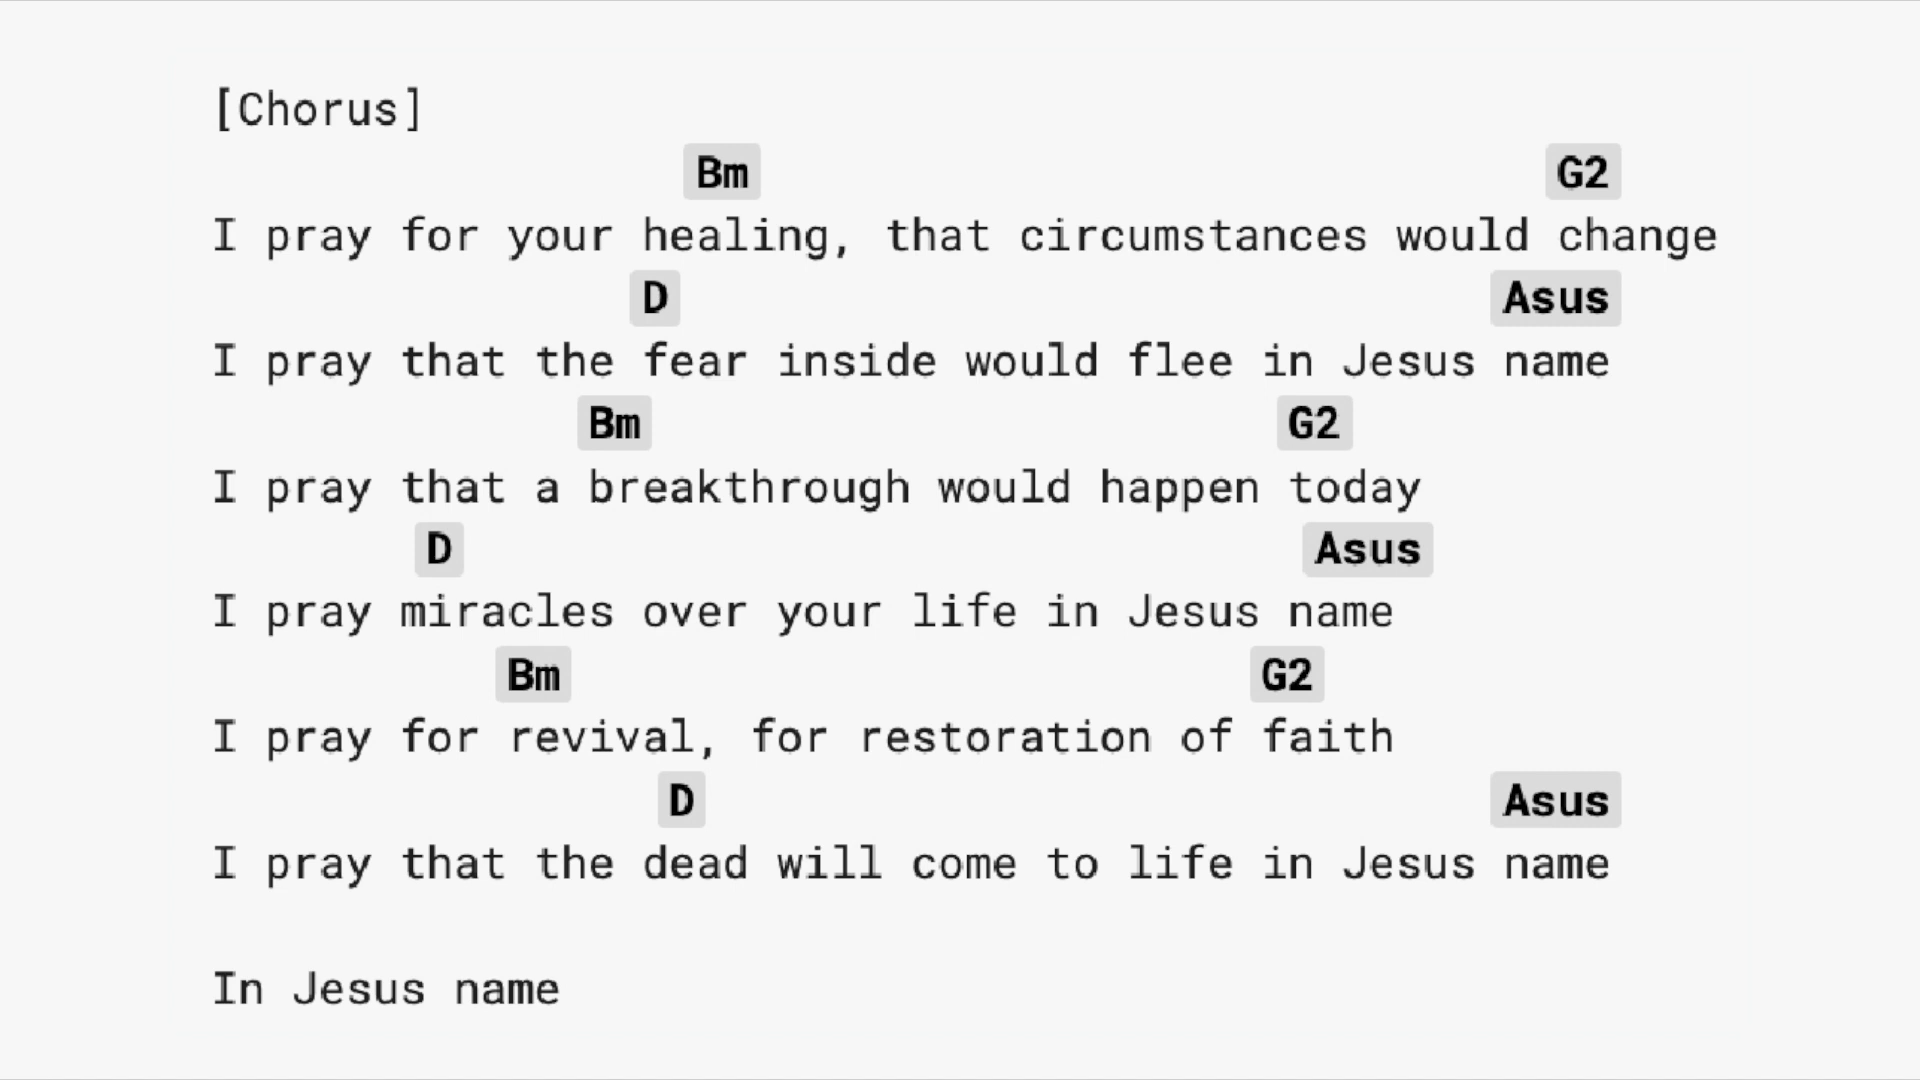 [Chorus]
Bm G2
I pray for your healing, that circumstances would change
D Asus
I pray that the fear inside would flee in Jesus name
Bm G2
I pray that a breakthrough would happen today
D Asus
I pray miracles over your life in Jesus name
Bm G2
I pray for revival, for restoration of faith
D Asus
I pray that the dead will come to life in Jesus name
In Jesus name